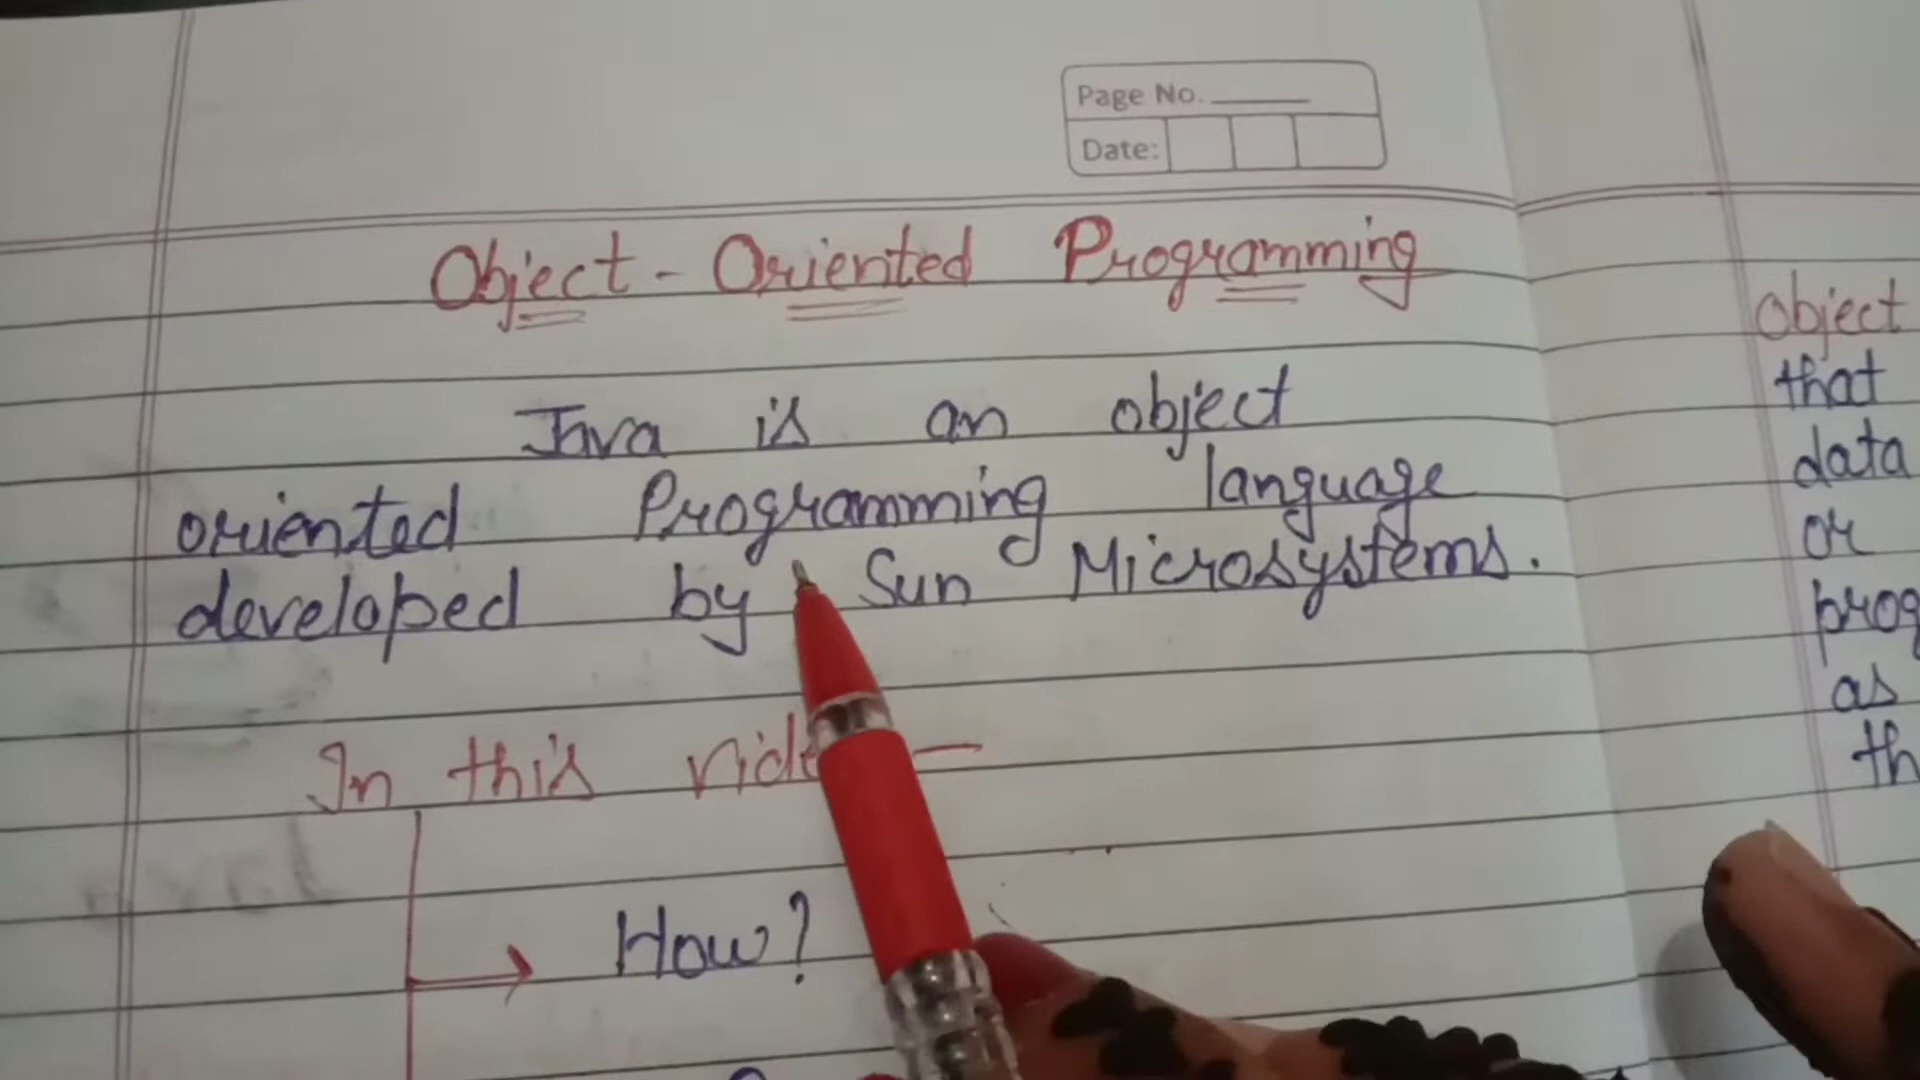 Page No.
Date:
Object - Oriented Programming
Java is an object
oriented Programming language
developed by Sun Microsystems.
In this
How?
object
that
data
or
as